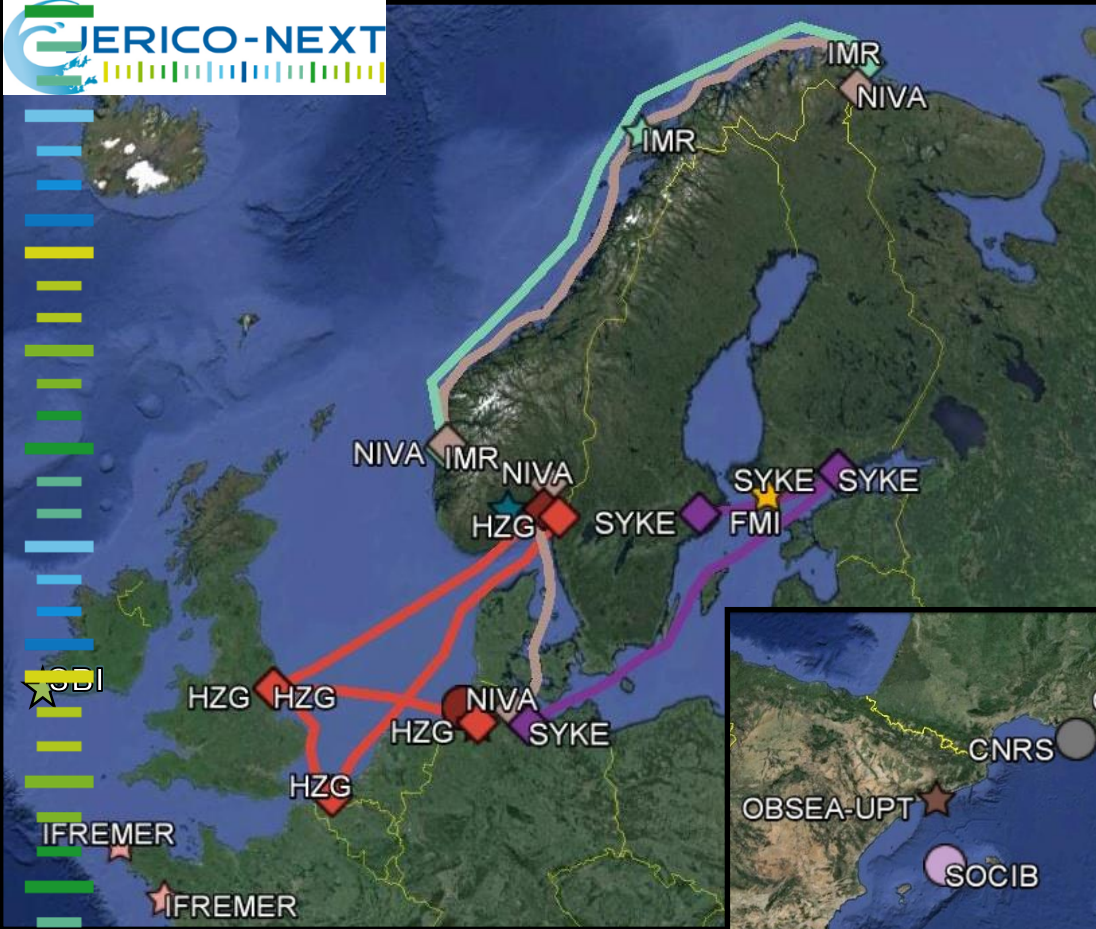 JERICO-NEXT
IMR
NIVA
IMR
NIVA
IMR
NIVA
HZG
SYKE
FMI
SYKE
SYKE
HZG
HZG
NIVA
HZG
SYKE
HZG
IFREMER
IFREMER
CNRS
OBSEA-UPT
SOCIB